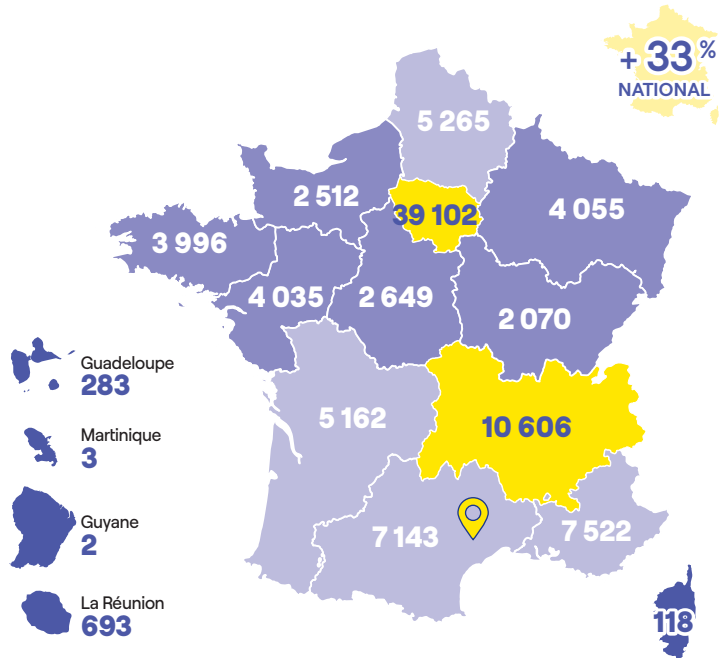 + 33 %
NATIONAL
5 265
2 512
39 102
4 055
3 996
4 035
2 649
2 070
Guadeloupe
283
5 162
10 606
Martinique
3
Guyane
2
7 143
7 522
La Réunion
693
118